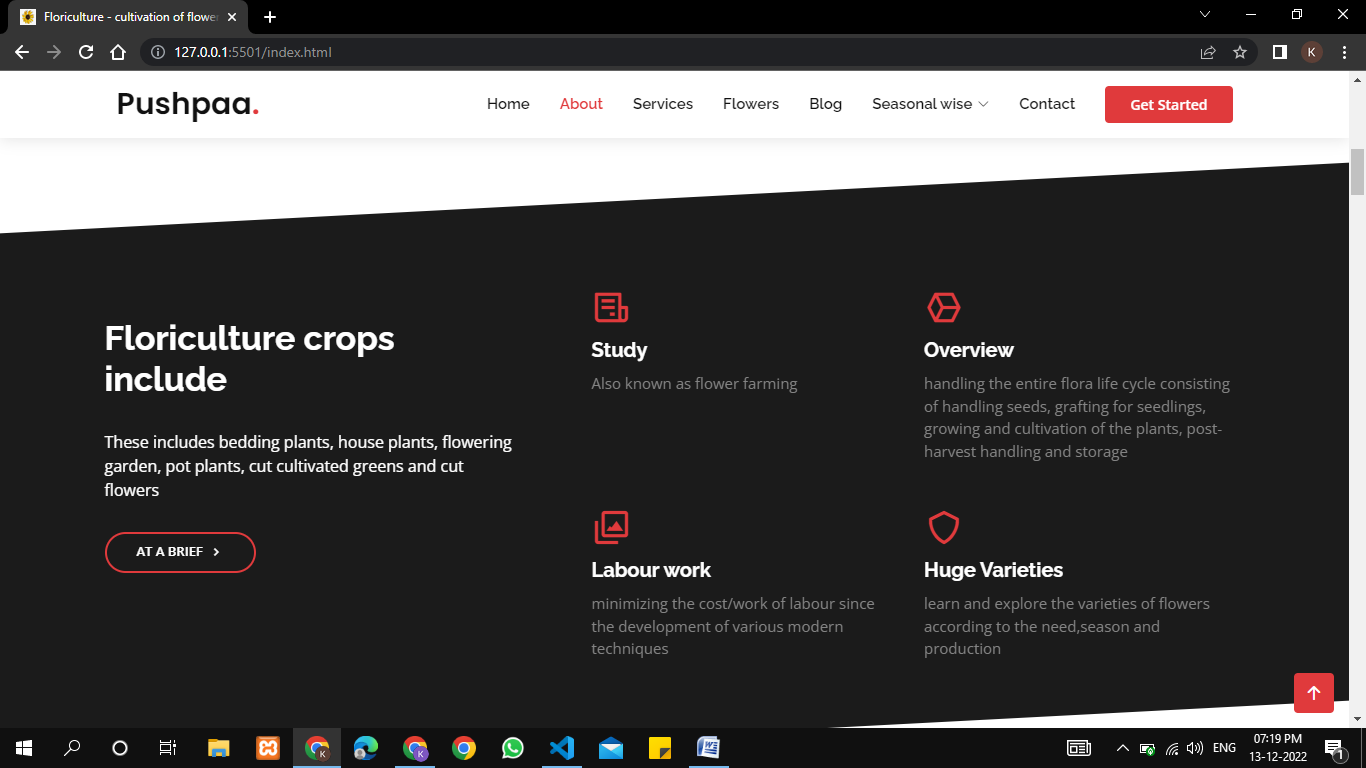 Floriculture - cultivation of flower
127.0.0.1:5501/index.html
K
Pushpaa.
Home About Services Flowers Blog Seasonal wise Contact Get Started
Floriculture crops
include
These includes bedding plants, house plants, flowering
garden, pot plants, cut cultivated greens and cut
flowers
AT A BRIEF
Study
Also known as flower farming
Overview
handling the entire flora life cycle consisting
of handling seeds, grafting for seedlings,
growing and cultivation of the plants, post-
harvest handling and storage
Labour work
minimizing the cost/work of labour since
the development of various modern
techniques
Huge Varieties
learn and explore the varieties of flowers
according to the need,season and
production
ENG
07:19 PM
13-12-2022
1